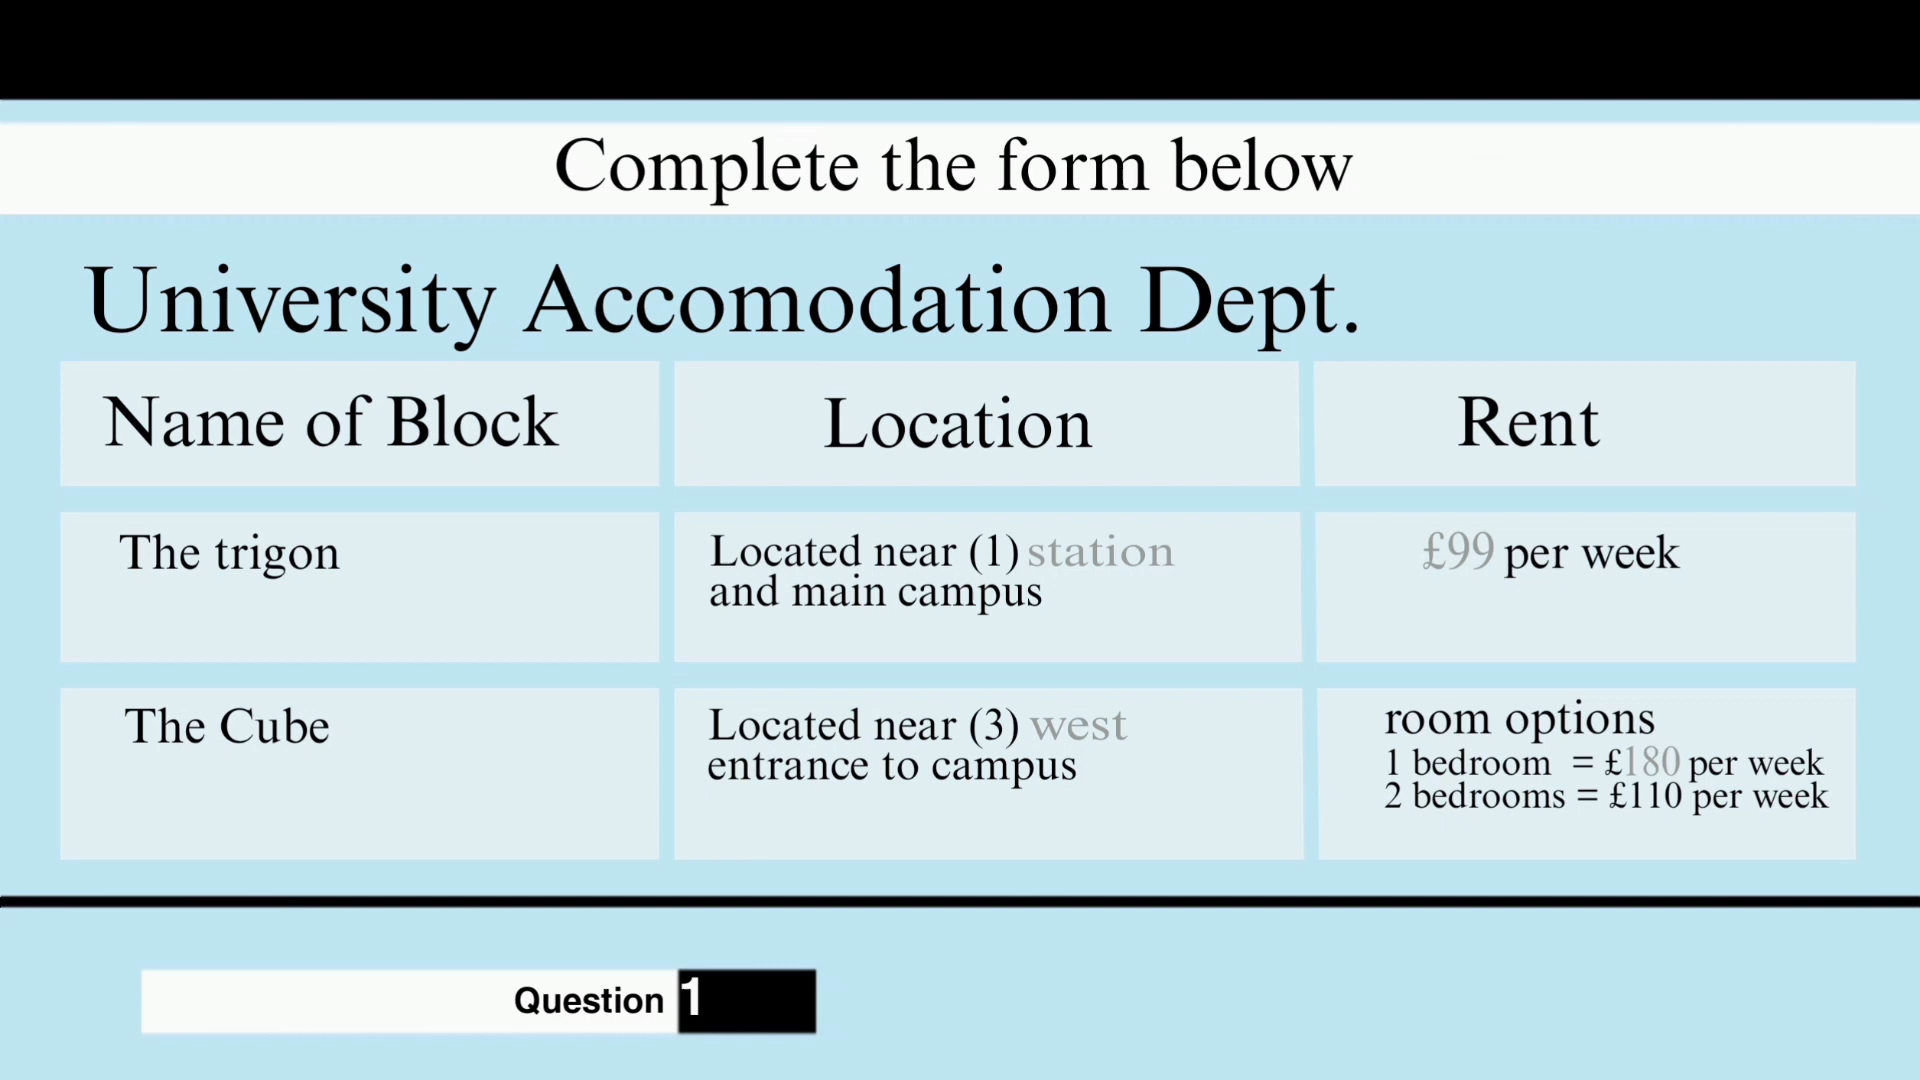 Complete the form below
University Accomodation Dept.
Name of Block
Location
Rent
The trigon
Located near (1) station
and main campus
£99 per week
The Cube
Located near (3) west
entrance to campus
room options
1 bedroom = £180 per week
2 bedrooms = £110 per week
Question 1